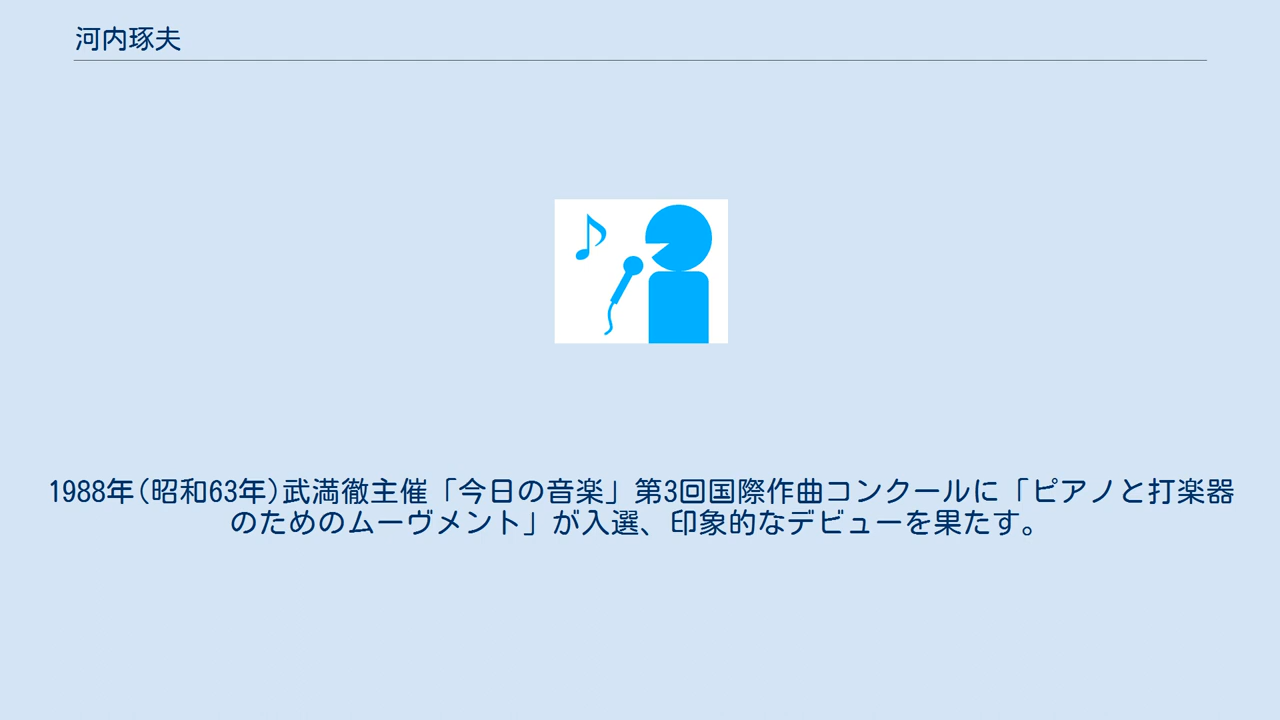 河内琢夫
1988年(昭和63年)武満徹主催「今日の音楽」第3回国際作曲コンクールに「ピアノと打楽器
のためのムーヴメント」が入選、印象的なデビューを果たす。